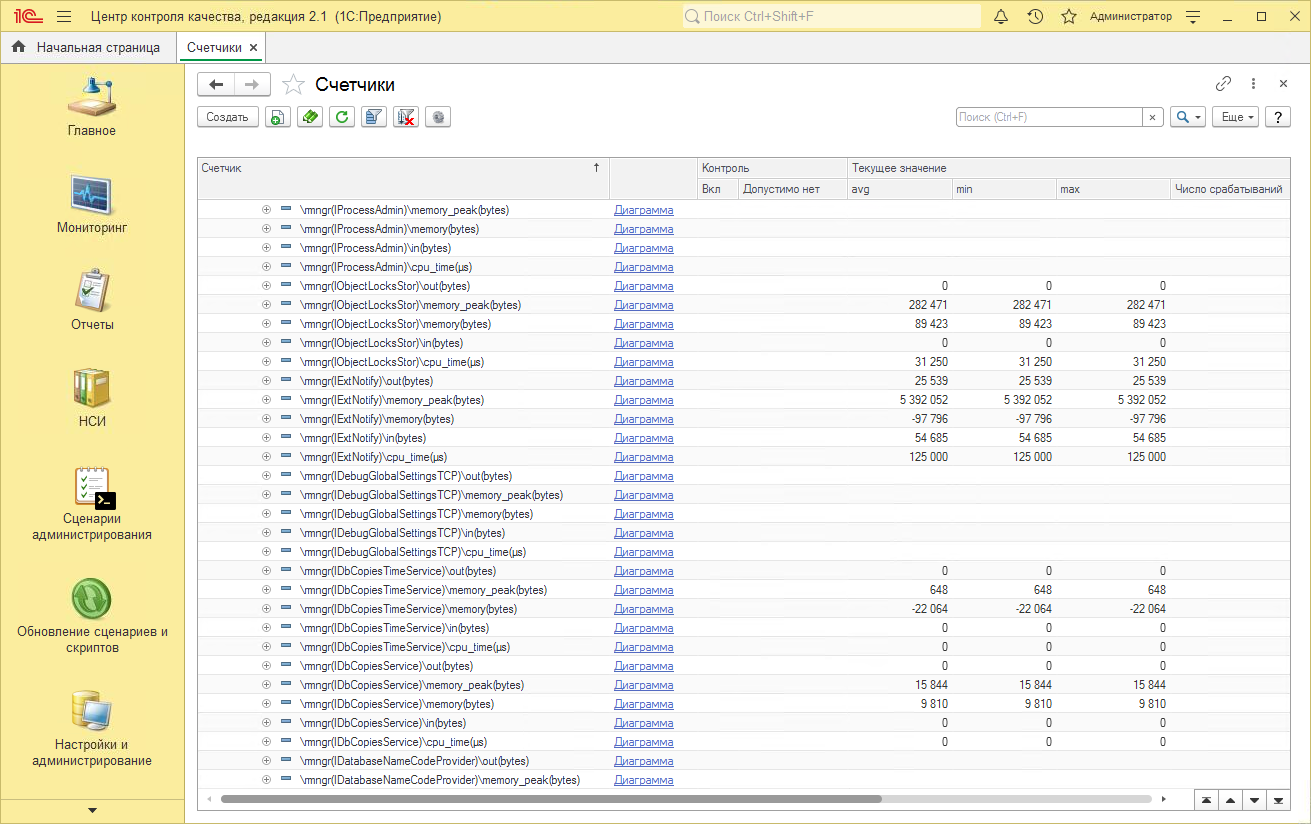 1С Центр контроля качества, редакция 2.1 (1С:Предприятие) Поиск Ctrl+Shift+F Администратор
Начальная страница Счетчики
Главное
Мониторинг
Отчеты
НСИ
Сценарии
администрирования
Обновление сценариев и
скриптов
Настройки и
администрирование
Счетчики
Создать Поиск (Ctrl+F) Еще ?
Счетчик Контроль Текущее значение
Вкл Допустимо нет avg min max Число срабатываний
\rmngr(IProcessAdmin)\memory_peak(bytes) Диаграмма
\rmngr(IProcessAdmin)\memory(bytes) Диаграмма
\rmngr(IProcessAdmin)\in(bytes) Диаграмма
\rmngr(IProcessAdmin)\cpu_time(µs) Диаграмма
\rmngr(IObjectLocksStor)\out(bytes) Диаграмма 0 0 0
\rmngr(IObjectLocksStor)\memory_peak(bytes) Диаграмма 282 471 282 471 282 471
\rmngr(IObjectLocksStor)\memory(bytes) Диаграмма 89 423 89 423 89 423
\rmngr(IObjectLocksStor)\in(bytes) Диаграмма 0 0 0
\rmngr(IObjectLocksStor)\cpu_time(µs) Диаграмма 31 250 31 250 31 250
\rmngr(IExtNotify)\out(bytes) Диаграмма 25 539 25 539 25 539
\rmngr(IExtNotify)\memory_peak(bytes) Диаграмма 5 392 052 5 392 052 5 392 052
\rmngr(IExtNotify)\memory(bytes) Диаграмма -97 796 -97 796 -97 796
\rmngr(IExtNotify)\in(bytes) Диаграмма 54 685 54 685 54 685
\rmngr(IExtNotify)\cpu_time(µs) Диаграмма 125 000 125 000 125 000
\rmngr(IDebugGlobalSettingsTCP)\out(bytes) Диаграмма
\rmngr(IDebugGlobalSettingsTCP)\memory_peak(bytes) Диаграмма
\rmngr(IDebugGlobalSettingsTCP)\memory(bytes) Диаграмма
\rmngr(IDebugGlobalSettingsTCP)\in(bytes) Диаграмма
\rmngr(IDebugGlobalSettingsTCP)\cpu_time(µs) Диаграмма
\rmngr(IDbCopiesTimeService)\out(bytes) Диаграмма 0 0 0
\rmngr(IDbCopiesTimeService)\memory_peak(bytes) Диаграмма 648 648 648
\rmngr(IDbCopiesTimeService)\memory(bytes) Диаграмма -22 064 -22 064 -22 064
\rmngr(IDbCopiesTimeService)\in(bytes) Диаграмма 0 0 0
\rmngr(IDbCopiesTimeService)\cpu_time(µs) Диаграмма 0 0 0
\rmngr(IDbCopiesService)\out(bytes) Диаграмма 0 0 0
\rmngr(IDbCopiesService)\memory_peak(bytes) Диаграмма 15 844 15 844 15 844
\rmngr(IDbCopiesService)\memory(bytes) Диаграмма 9 810 9 810 9 810
\rmngr(IDbCopiesService)\in(bytes) Диаграмма 0 0 0
\rmngr(IDbCopiesService)\cpu_time(µs) Диаграмма 0 0 0
\rmngr(IDatabaseNameCodeProvider)\out(bytes) Диаграмма
\rmngr(IDatabaseNameCodeProvider)\memory_peak(bytes) Диаграмма